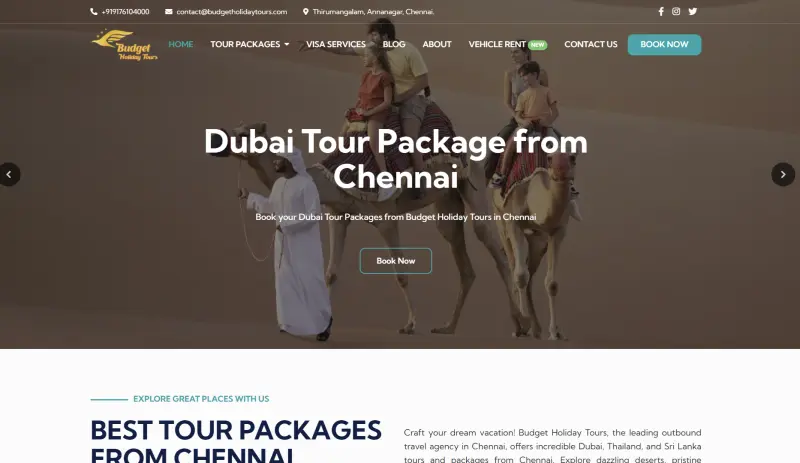 +919176104000 contact@budgetholidaytours.com Thirumangalam, Annanagar, Chennai.
Budget
Holiday Tours
HOME TOUR PACKAGES VISA SERVICES BLOG ABOUT VEHICLE RENT NEW CONTACT US BOOK NOW
Dubai Tour Package from
Chennai
Book your Dubai Tour Packages from Budget Holiday Tours in Chennai
Book Now
EXPLORE GREAT PLACES WITH US
BEST TOUR PACKAGES
FROM CHENNAI
Craft your dream vacation! Budget Holiday Tours, the leading outbound
travel agency in Chennai, offers incredible Dubai, Thailand, and Sri Lanka
tours and packages from Chennai. Explore dazzling deserts, pristine